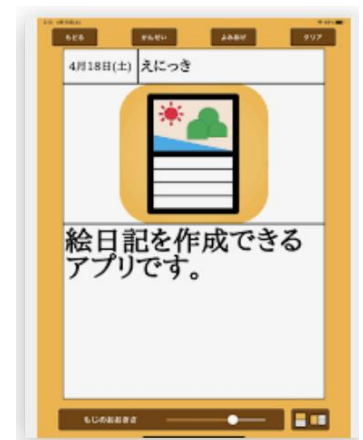 もどる かんせい よみあげ クリア
4月18日(土) えにっき
絵日記を作成できる
アプリです。
もじのおおきさ